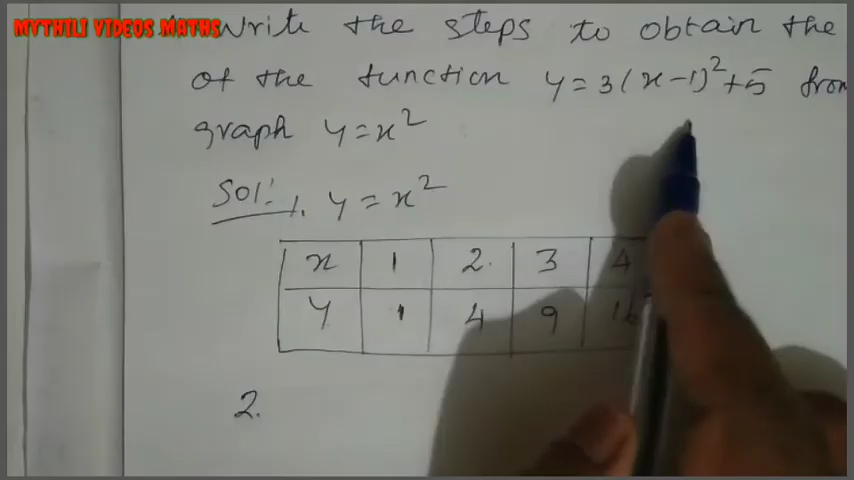 MYTHILI VIDEOS MATHS
Write the steps to obtain the
of the function y = 3(x-1)²+5 from
graph y = x²
Sol: 1. y = x²
x 1 2. 3 4
y 1 4 9 16
2.